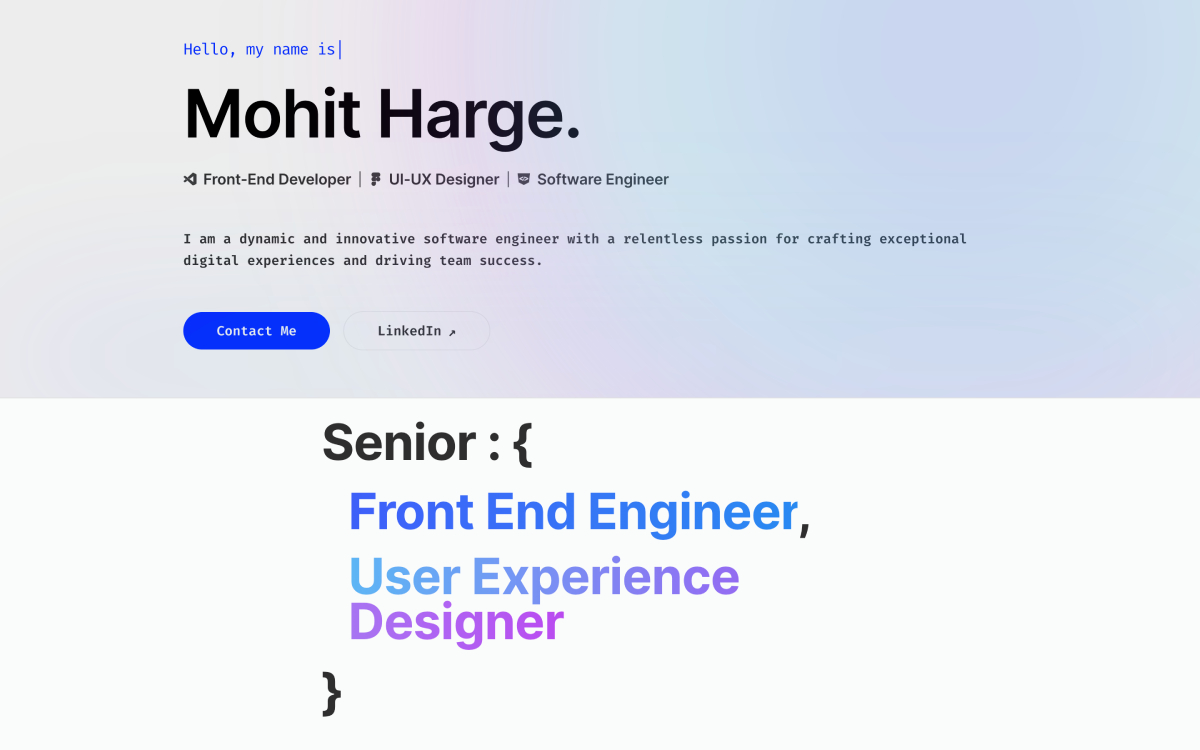 Hello, my name is|
Mohit Harge.
Front-End Developer | UI-UX Designer | Software Engineer
I am a dynamic and innovative software engineer with a relentless passion for crafting exceptional
digital experiences and driving team success.
Contact Me
LinkedIn ↗
Senior : {
Front End Engineer,
User Experience
Designer
}